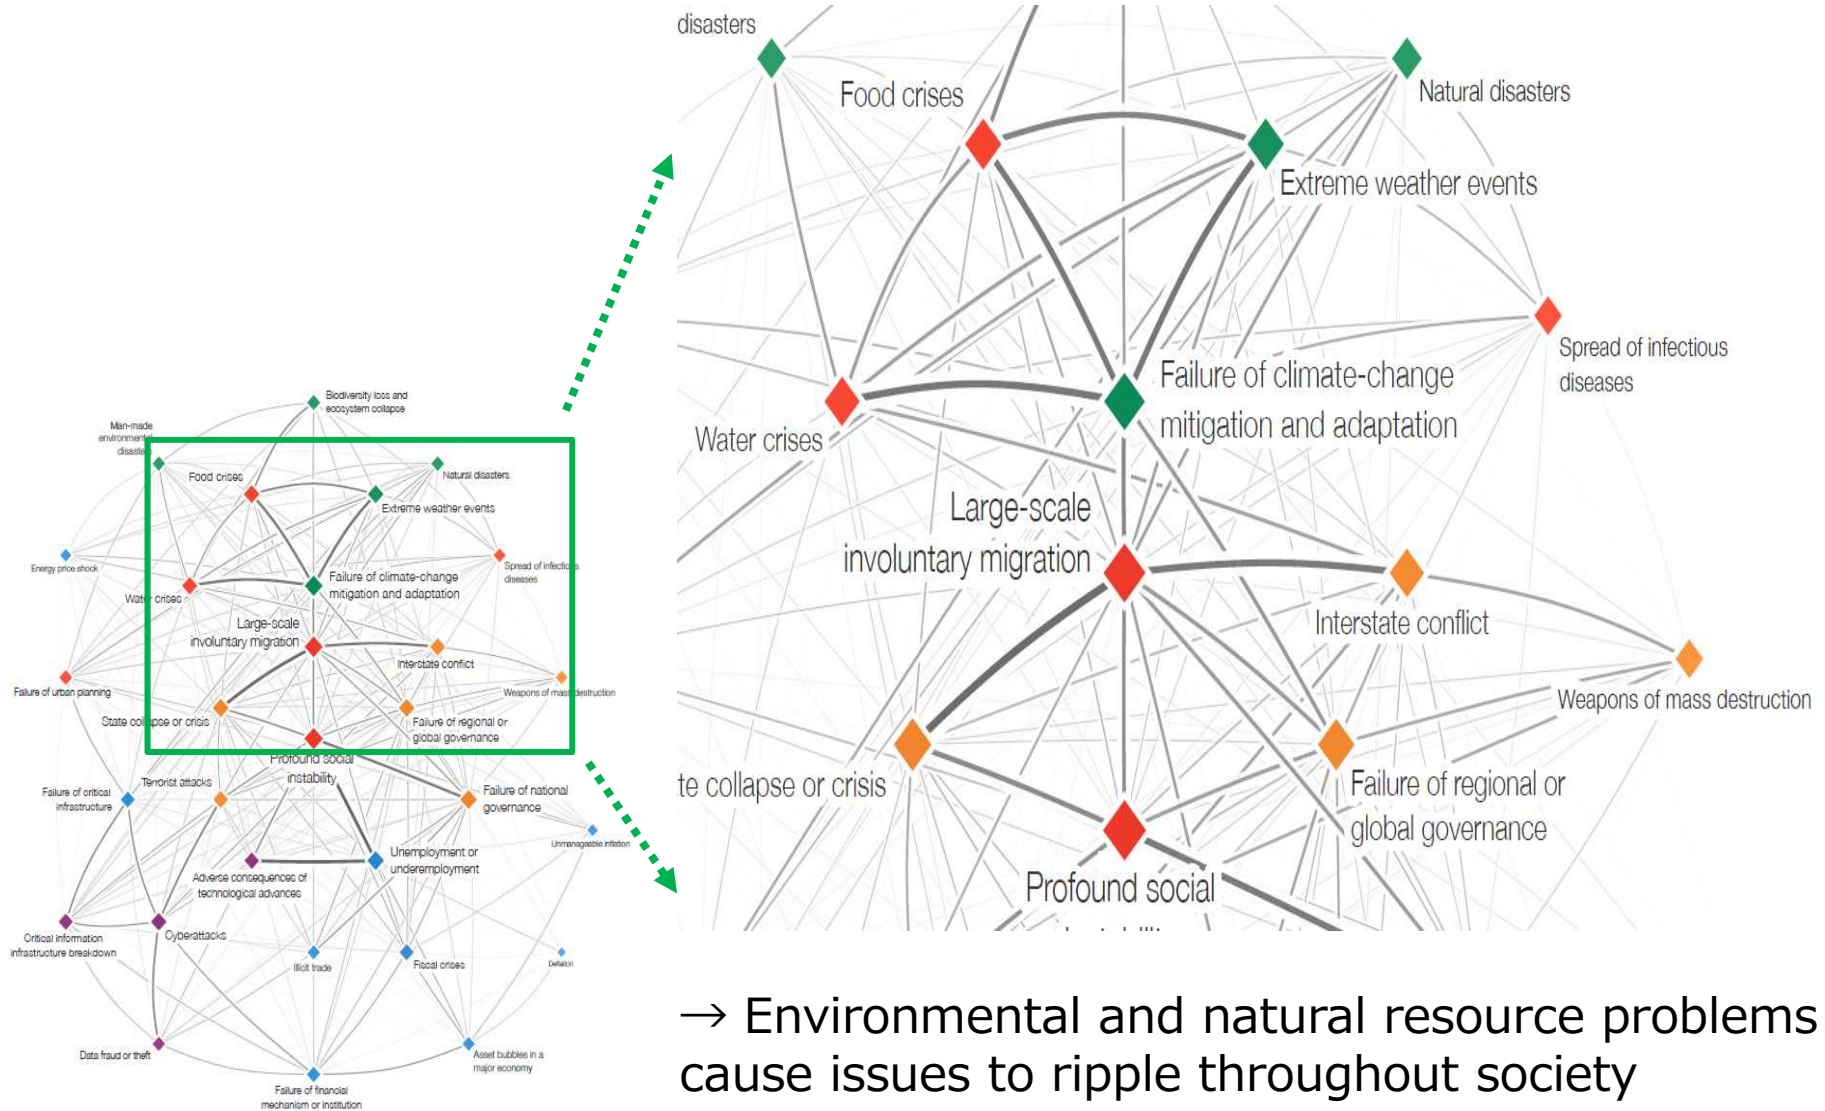 Biodiversity loss and
ecosystem collapse
Man-made
environmental
disasters
Food crises
Natural disasters
Extreme weather events
Energy price shock
Spread of infectious
diseases
Failure of climate-change
mitigation and adaptation
Water crises
Large-scale
involuntary migration
Interstate conflict
Failure of urban planning
Weapons of mass destruction
State collapse or crisis
Failure of regional or
global governance
Profound social
instability
Terrorist attacks
Failure of critical
infrastructure
Failure of national
governance
Unmanageable inflation
Unemployment or
underemployment
Adverse consequences of
technological advances
Critical information
infrastructure breakdown
Cyberattacks
Illicit trade
Fiscal crises
Deflation
Data fraud or theft
Asset bubbles in a
major economy
Failure of financial
mechanism or institution
disasters
Food crises
Natural disasters
Extreme weather events
Spread of infectious
diseases
Failure of climate-change
mitigation and adaptation
Water crises
Large-scale
involuntary migration
Interstate conflict
Weapons of mass destruction
te collapse or crisis
Failure of regional or
global governance
Profound social
→ Environmental and natural resource problems
cause issues to ripple throughout society